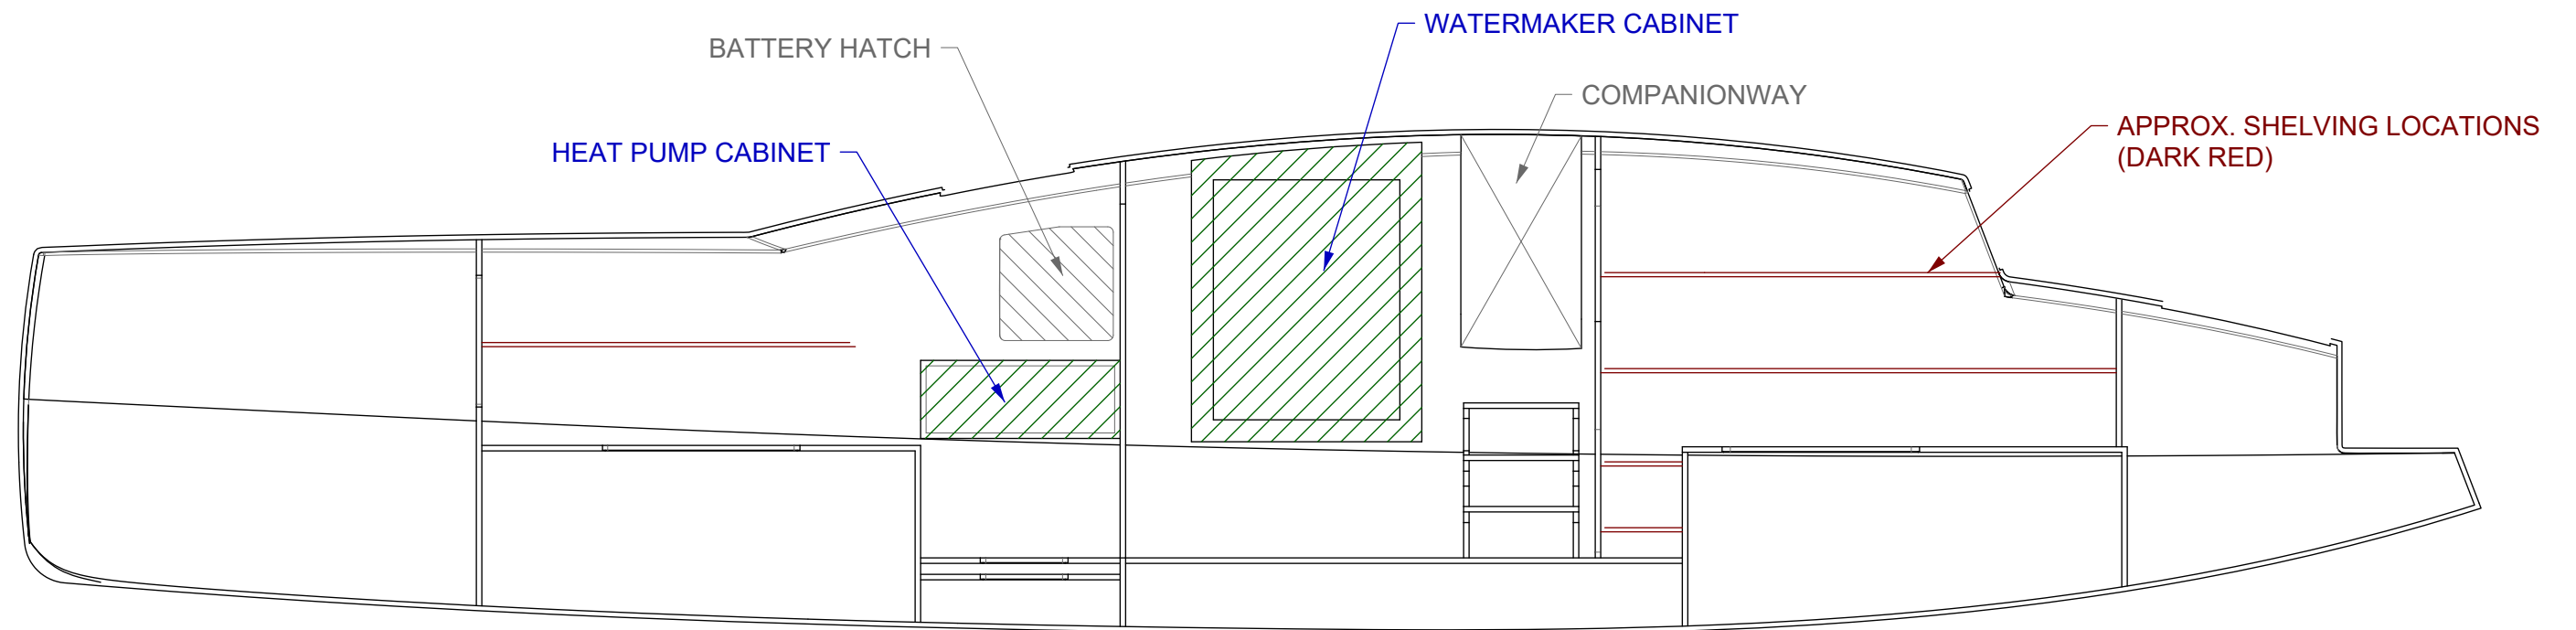 WATERMAKER CABINET
BATTERY HATCH
COMPANIONWAY
APPROX. SHELVING LOCATIONS
(DARK RED)
HEAT PUMP CABINET